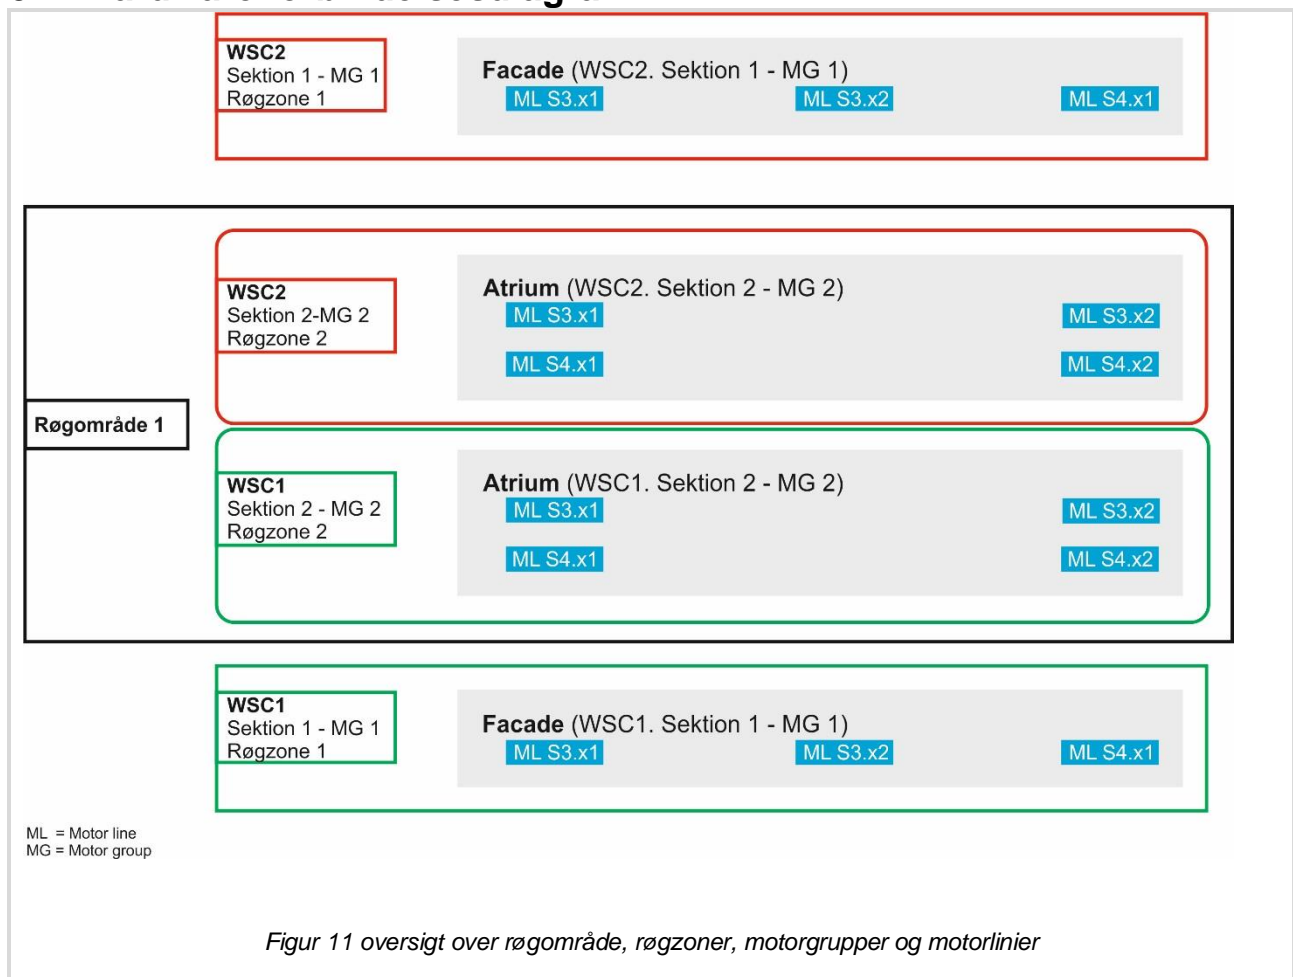 WSC2
Sektion 1 - MG 1
Røgzone 1
Facade (WSC2. Sektion 1 - MG 1)
ML S3.x1 ML S3.x2 ML S4.x1
WSC2
Sektion 2-MG 2
Røgzone 2
Atrium (WSC2. Sektion 2 - MG 2)
ML S3.x1 ML S3.x2
ML S4.x1 ML S4.x2
Røgområde 1
WSC1
Sektion 2 - MG 2
Røgzone 2
Atrium (WSC1. Sektion 2 - MG 2)
ML S3.x1 ML S3.x2
ML S4.x1 ML S4.x2
WSC1
Sektion 1 - MG 1
Røgzone 1
Facade (WSC1. Sektion 1 - MG 1)
ML S3.x1 ML S3.x2 ML S4.x1
ML = Motor line
MG = Motor group
Figur 11 oversigt over røgområde, røgzoner, motorgrupper og motorlinier